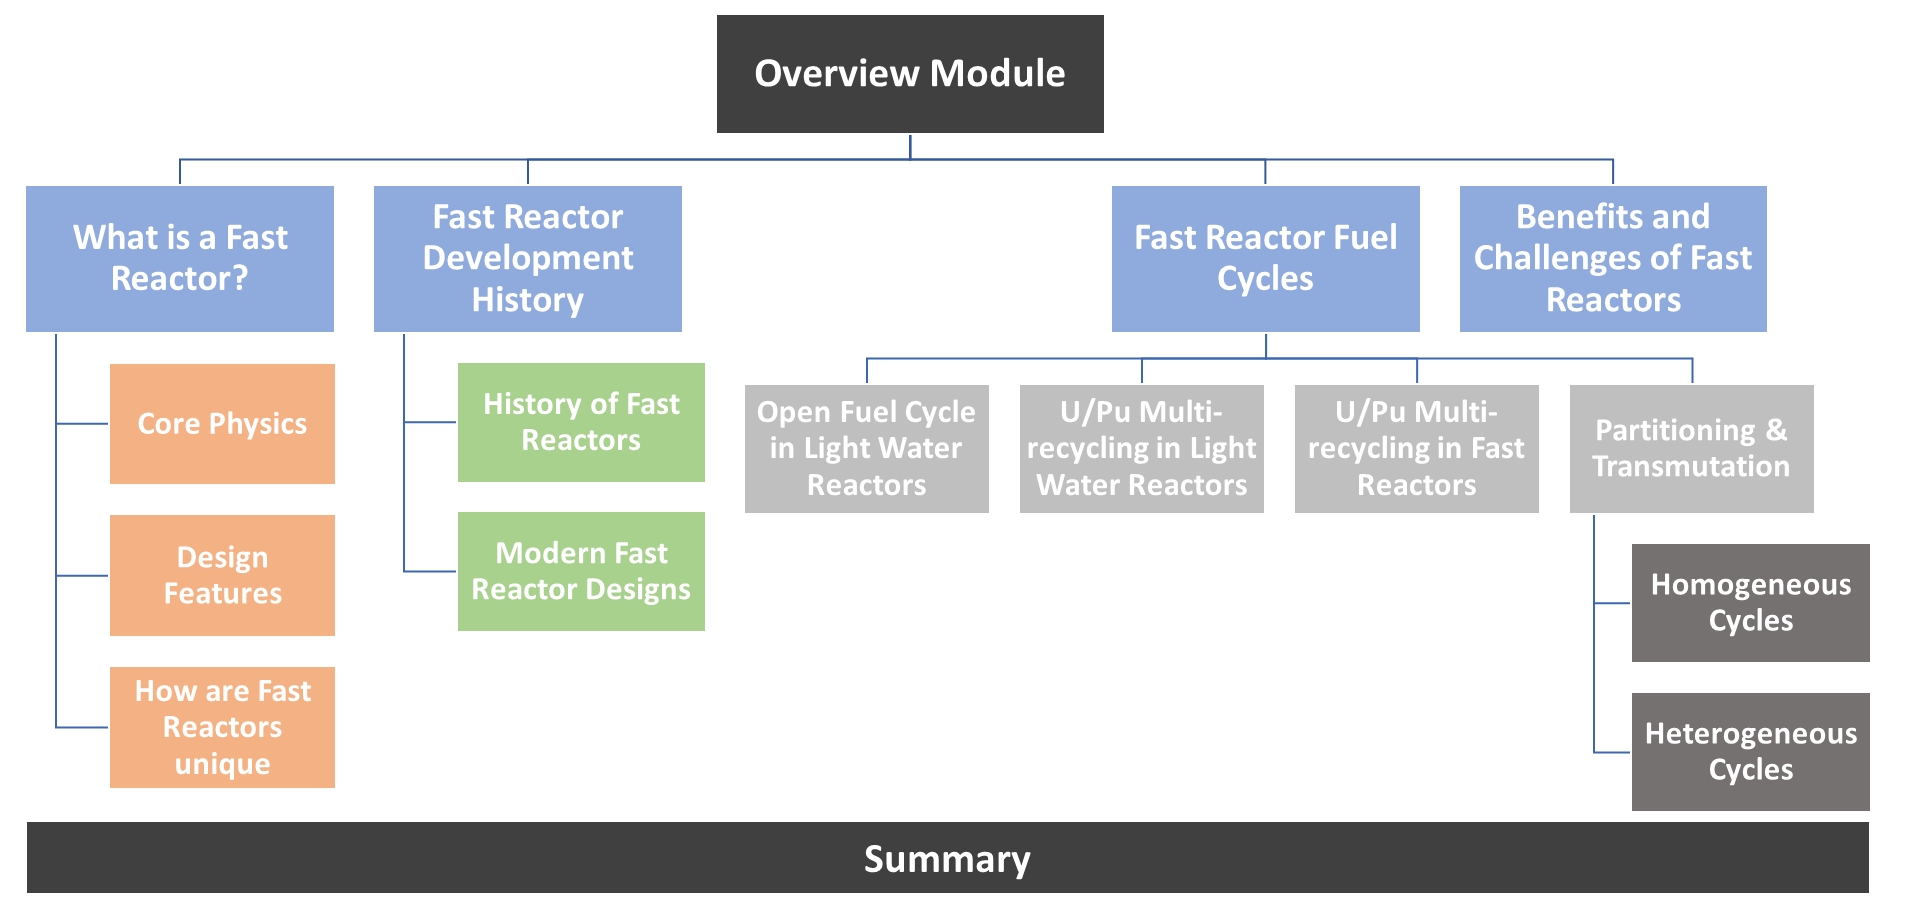 Overview Module
What is a Fast
Reactor?
Fast Reactor
Development
History
Fast Reactor Fuel
Cycles
Benefits and
Challenges of Fast
Reactors
Core Physics
Design
Features
How are Fast
Reactors
unique
History of Fast
Reactors
Modern Fast
Reactor Designs
Open Fuel Cycle
in Light Water
Reactors
U/Pu Multi-
recycling in Light
Water Reactors
U/Pu Multi-
recycling in Fast
Reactors
Partitioning &
Transmutation
Homogeneous
Cycles
Heterogeneous
Cycles
Summary